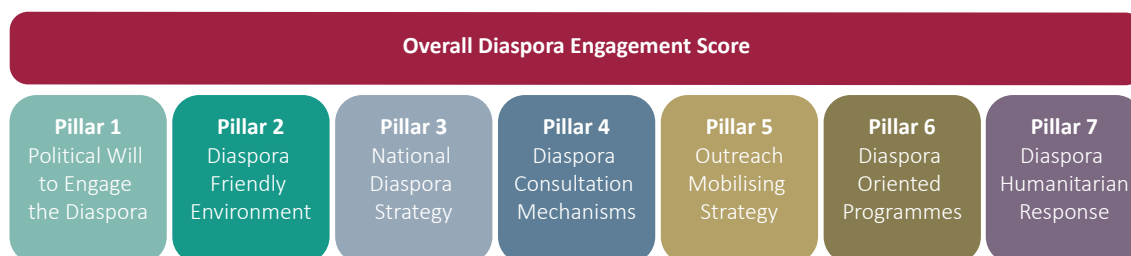 Overall Diaspora Engagement Score
Pillar 1
Political Will
to Engage
the Diaspora
Pillar 2
Diaspora
Friendly
Environment
Pillar 3
National
Diaspora
Strategy
Pillar 4
Diaspora
Consultation
Mechanisms
Pillar 5
Outreach
Mobilising
Strategy
Pillar 6
Diaspora
Oriented
Programmes
Pillar 7
Diaspora
Humanitarian
Response